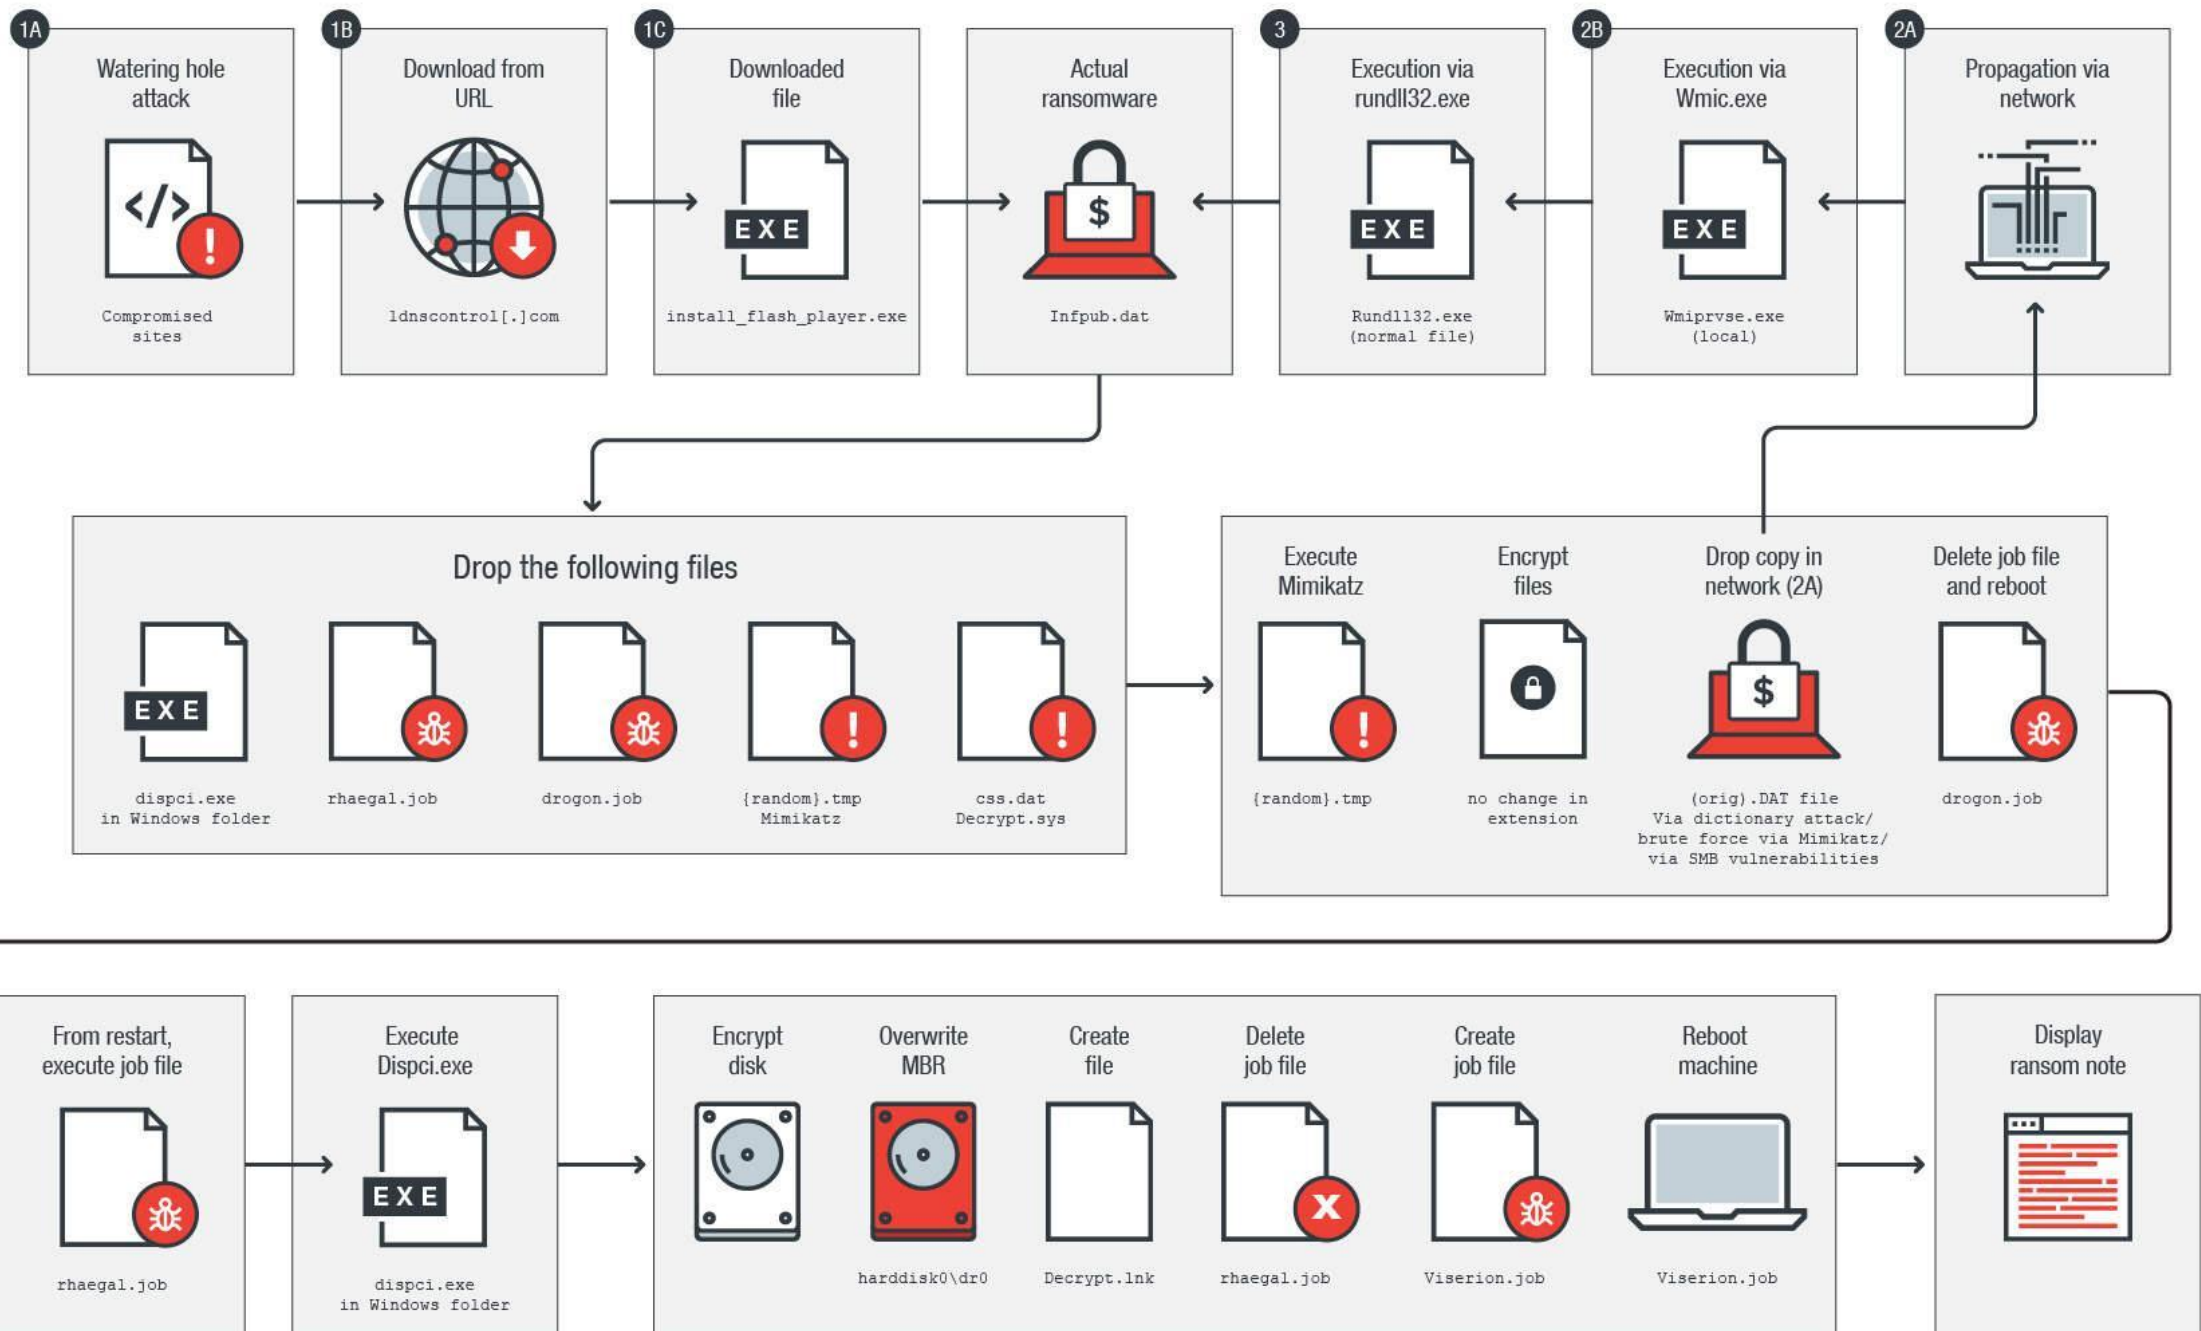 1A
Watering hole
attack
</>
!
Compromised
sites
1B
Download from
URL
ldnscontrol[.]com
1C
Downloaded
file
EXE
install_flash_player.exe
Actual
ransomware
$
Infpub.dat
3
Execution via
rundll32.exe
EXE
Rundll32.exe
(normal file)
2B
Execution via
Wmic.exe
EXE
Wmiprvse.exe
(local)
2A
Propagation via
network
Drop the following files
EXE
dispci.exe
in Windows folder
rhaegal.job
drogon.job
!
{random}.tmp
Mimikatz
!
css.dat
Decrypt.sys
Execute
Mimikatz
!
{random}.tmp
Encrypt
files
no change in
extension
Drop copy in
network (2A)
$
(orig).DAT file
Via dictionary attack/
brute force via Mimikatz/
via SMB vulnerabilities
Delete job file
and reboot
drogon.job
From restart,
execute job file
rhaegal.job
Execute
Dispci.exe
EXE
dispci.exe
in Windows folder
Encrypt
disk
Overwrite
MBR
harddisk0\dr0
Create
file
Decrypt.lnk
Delete
job file
X
rhaegal.job
Create
job file
Viserion.job
Reboot
machine
Viserion.job
Display
ransom note